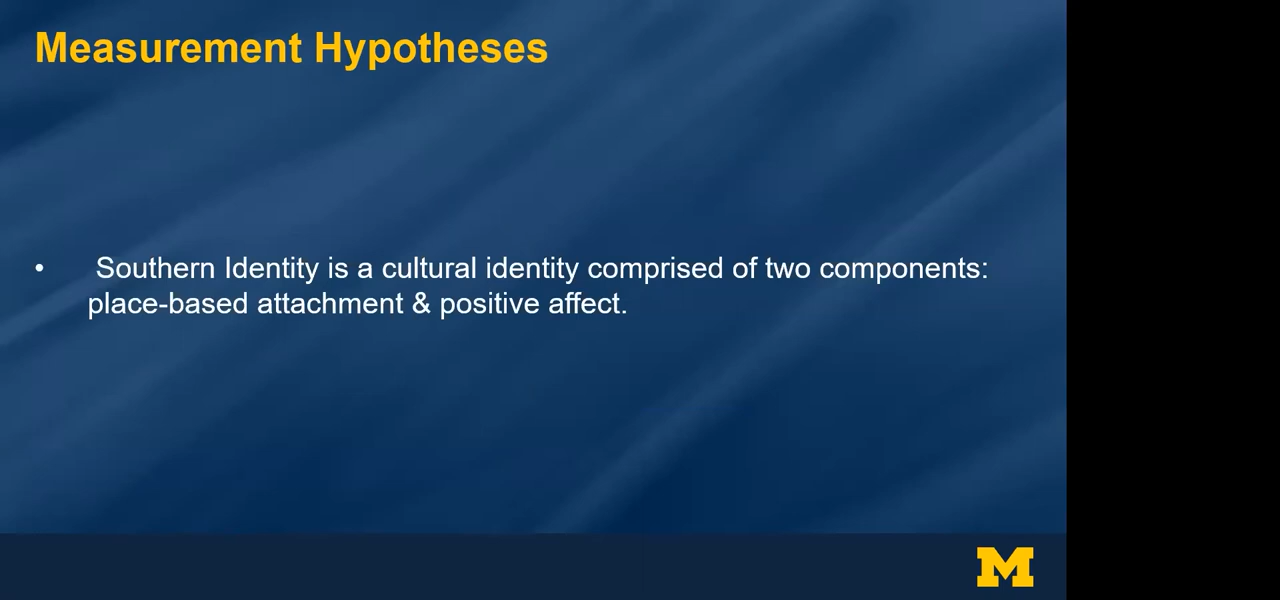 Measurement Hypotheses
• Southern Identity is a cultural identity comprised of two components:
place-based attachment & positive affect.
M